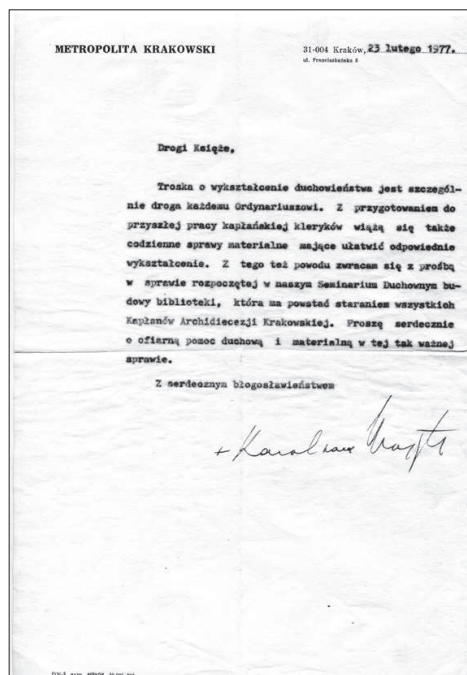 METROPOLITA KRAKOWSKI
31-004 Kraków, 23 lutego 1977.
ul. Franciszkańska 3
Drogi Księże,
Troska o wykształcenie duchowieństwa jest szczegól-
nie droga każdemu Ordynariuszowi. Z przygotowaniem do
przyszłej pracy kapłańskiej kleryków wiążą się także
codzienne sprawy materialne mające ułatwić odpowiednie
wykształcenie. Z tego też powodu zwracam się z prośbą
w sprawie rozpoczętej w naszym Seminarium Duchownym bu-
dowy biblioteki, która ma powstać staraniem wszystkich
Kapłanów Archidiecezji Krakowskiej. Proszę serdecznie
o ofiarną pomoc duchową i materialną w tej tak ważnej
sprawie.
Z serdecznym błogosławieństwem
+ Karol kard Wojtyła